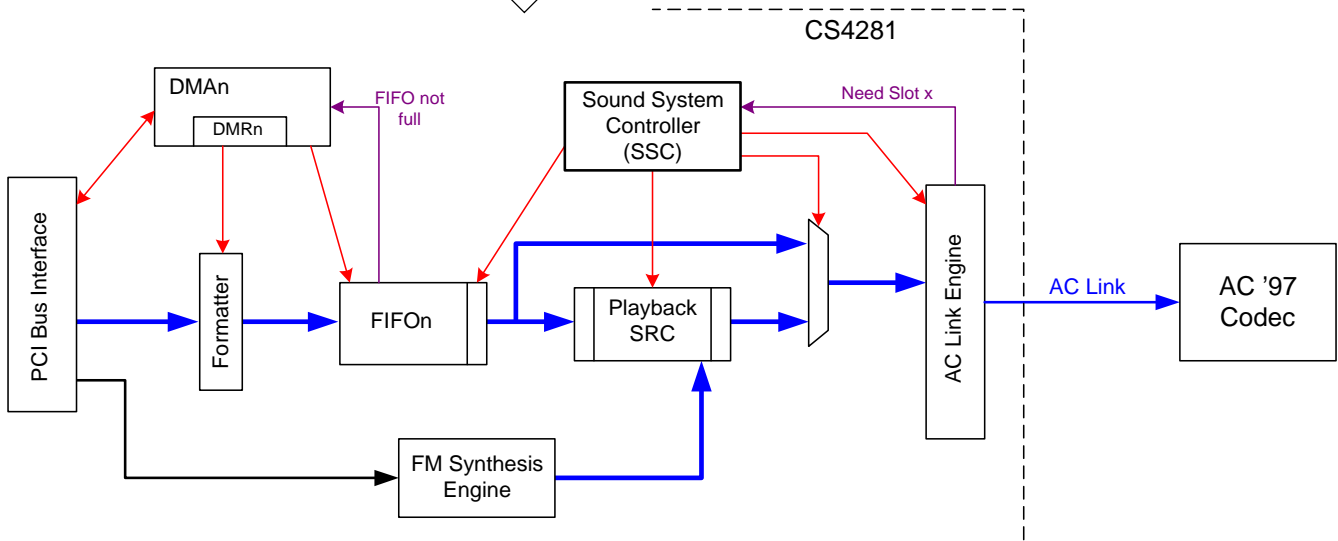 CS4281
DMAn
DMRn
FIFO not
full
Sound System
Controller
(SSC)
Need Slot x
PCI Bus Interface
Formatter
FIFOn
Playback
SRC
AC Link Engine
AC Link
AC '97
Codec
FM Synthesis
Engine